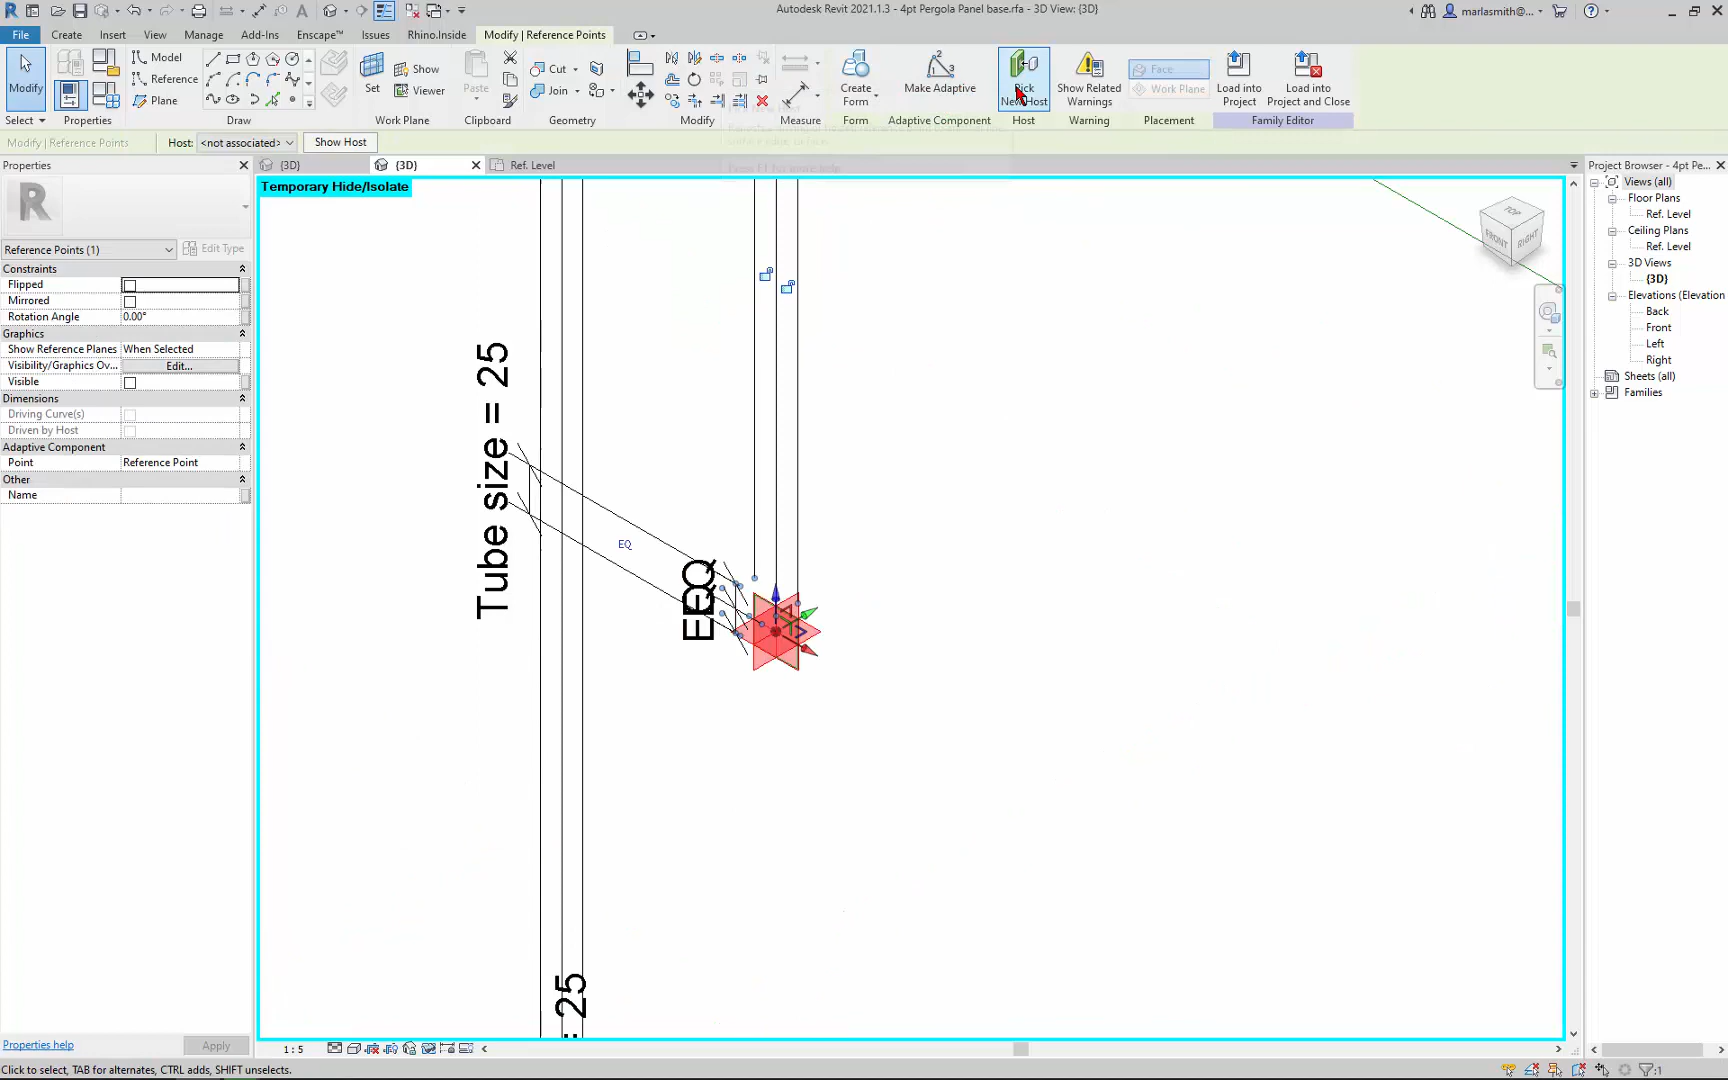 Autodesk Revit 2021.1.3 - 4pt Pergola Panel base.rfa - 3D View: {3D}
marlasmith@...
File
Create
Insert
View
Manage
Add-Ins
Enscape™
Issues
Rhino.Inside
Modify | Reference Points
Modify
Select
Properties
Model
Reference
Plane
Draw
Set
Show
Viewer
Work Plane
Paste
Clipboard
Cut
Join
Geometry
Modify
Measure
Create
Form
Form
Make Adaptive
Adaptive Component
Pick
New Host
Host
Show Related
Warnings
Warning
Face
Work Plane
Placement
Load into
Project
Load into
Project and Close
Family Editor
Modify | Reference Points
Host: <not associated>
Show Host
Properties
{3D}
{3D}
Ref. Level
Project Browser - 4pt Pe...
Temporary Hide/Isolate
R
Reference Points (1)
Edit Type
Constraints
Flipped
Mirrored
Rotation Angle 0.00°
Graphics
Show Reference Planes When Selected
Visibility/Graphics Ov... Edit...
Visible
Dimensions
Driving Curve(s)
Driven by Host
Adaptive Component
Point Reference Point
Other
Name
Tube size = 25
EQ
EQ
: 25
TOP
FRONT
RIGHT
Views (all)
Floor Plans
Ref. Level
Ceiling Plans
Ref. Level
3D Views
{3D}
Elevations (Elevation
Back
Front
Left
Right
Sheets (all)
Families
Properties help
Apply
1 : 5
Click to select, TAB for alternates, CTRL adds, SHIFT unselects.
:1